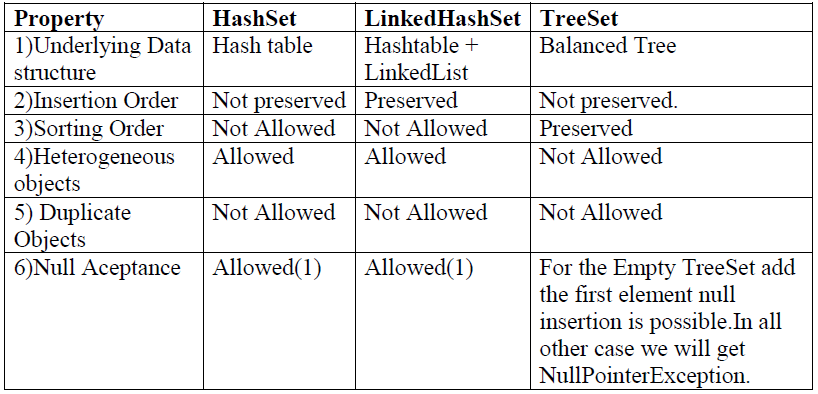 Property HashSet LinkedHashSet TreeSet
1)Underlying Data structure Hash table Hashtable + LinkedList Balanced Tree
2)Insertion Order Not preserved Preserved Not preserved.
3)Sorting Order Not Allowed Not Allowed Preserved
4)Heterogeneous objects Allowed Allowed Not Allowed
5) Duplicate Objects Not Allowed Not Allowed Not Allowed
6)Null Aceptance Allowed(1) Allowed(1) For the Empty TreeSet add
the first element null
insertion is possible.In all
other case we will get
NullPointerException.